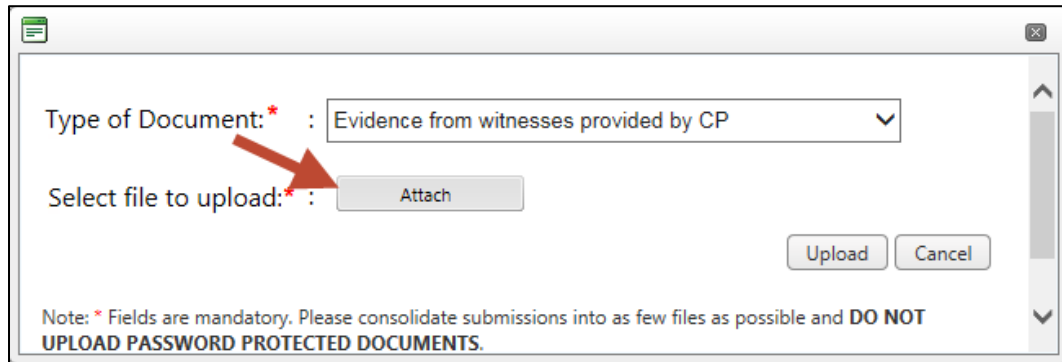 Type of Document:* : Evidence from witnesses provided by CP
Select file to upload:* : Attach
Upload Cancel
Note: * Fields are mandatory. Please consolidate submissions into as few files as possible and DO NOT
UPLOAD PASSWORD PROTECTED DOCUMENTS.